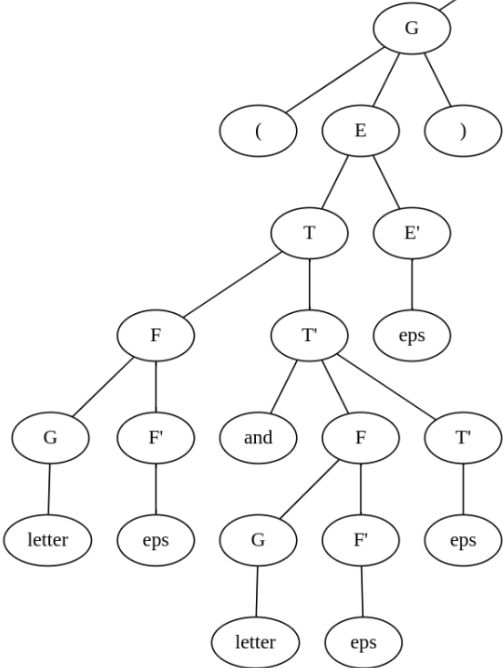 G
( E )
T E'
F T' eps
G F' and F T'
letter eps G F' eps
letter eps